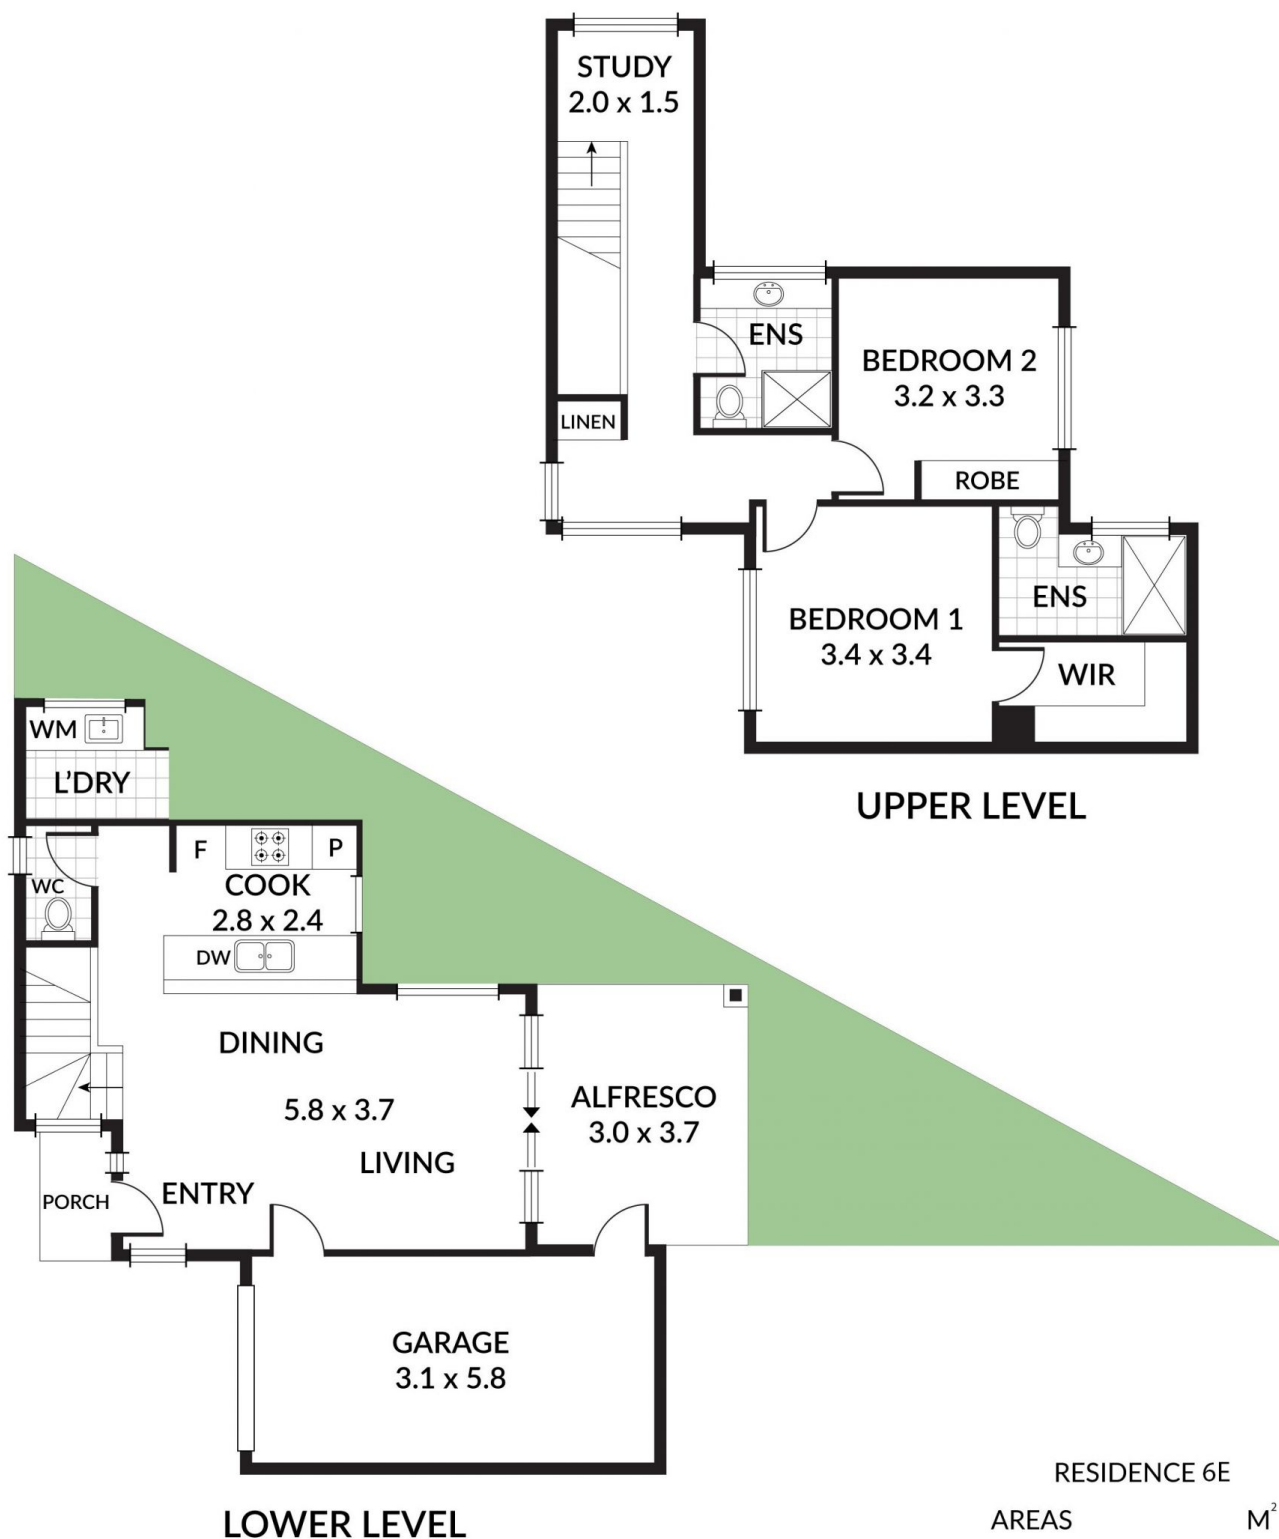 STUDY
2.0 x 1.5
ENS
BEDROOM 2
3.2 x 3.3
LINEN
ROBE
ENS
BEDROOM 1
3.4 x 3.4
WIR
UPPER LEVEL
WM
L'DRY
F
P
COOK
2.8 x 2.4
WC
DW
DINING
5.8 x 3.7
LIVING
ALFRESCO
3.0 x 3.7
ENTRY
PORCH
GARAGE
3.1 x 5.8
LOWER LEVEL
RESIDENCE 6E
AREAS M²